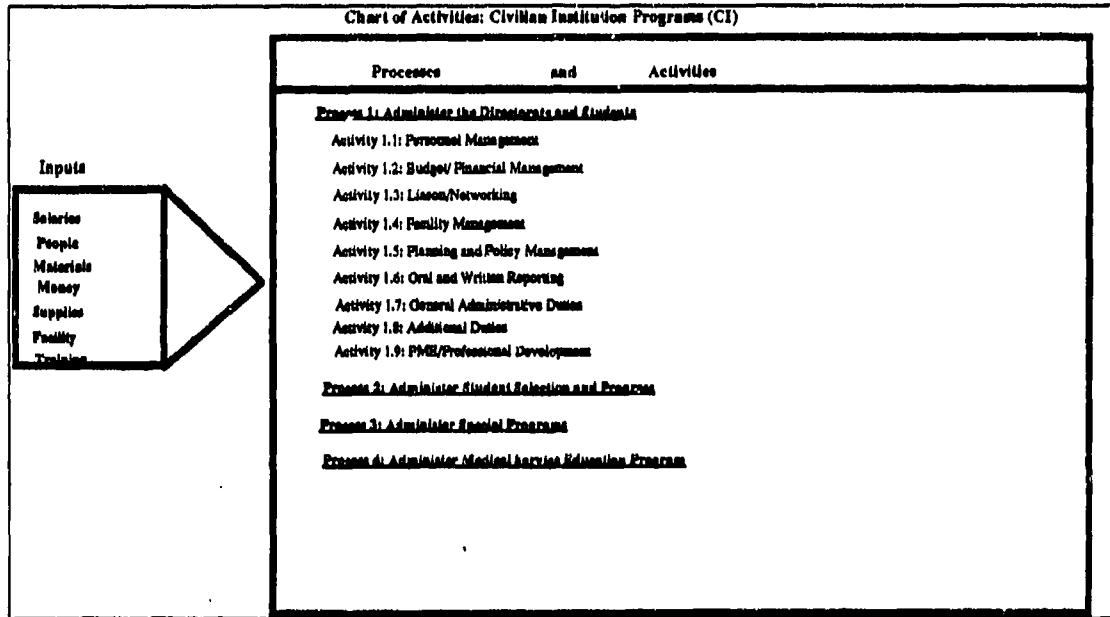 Chart of Activities: Civilian Institution Programs (CI)
Processes and Activities
Process 1: Administer the Directorate and Students
Activity 1.1: Personnel Management
Activity 1.2: Budget/ Financial Management
Activity 1.3: Liason/Networking
Activity 1.4: Facility Management
Activity 1.5: Planning and Policy Management
Activity 1.6: Oral and Written Reporting
Activity 1.7: General Administrative Duties
Activity 1.8: Additional Duties
Activity 1.9: PME/Professional Development
Process 2: Administer Student Selection and Progress
Process 3: Administer Special Programs
Process 4: Administer Medical Service Education Program
Inputs
Salaries
People
Materials
Money
Supplies
Facility
Training